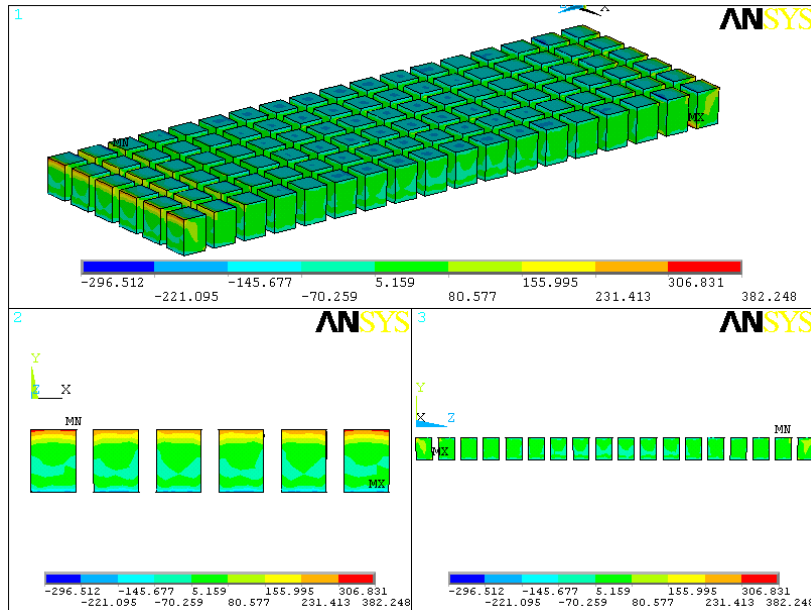 1
X
ANSYS
MN
MX
-296.512 -145.677 5.159 155.995 306.831
-221.095 -70.259 80.577 231.413 382.248
2
ANSYS
Y
Z X
MN
MX
-296.512 -145.677 5.159 155.995 306.831
-221.095 -70.259 80.577 231.413 382.248
3
ANSYS
Y
X Z
MN
MX
-296.512 -145.677 5.159 155.995 306.831
-221.095 -70.259 80.577 231.413 382.248